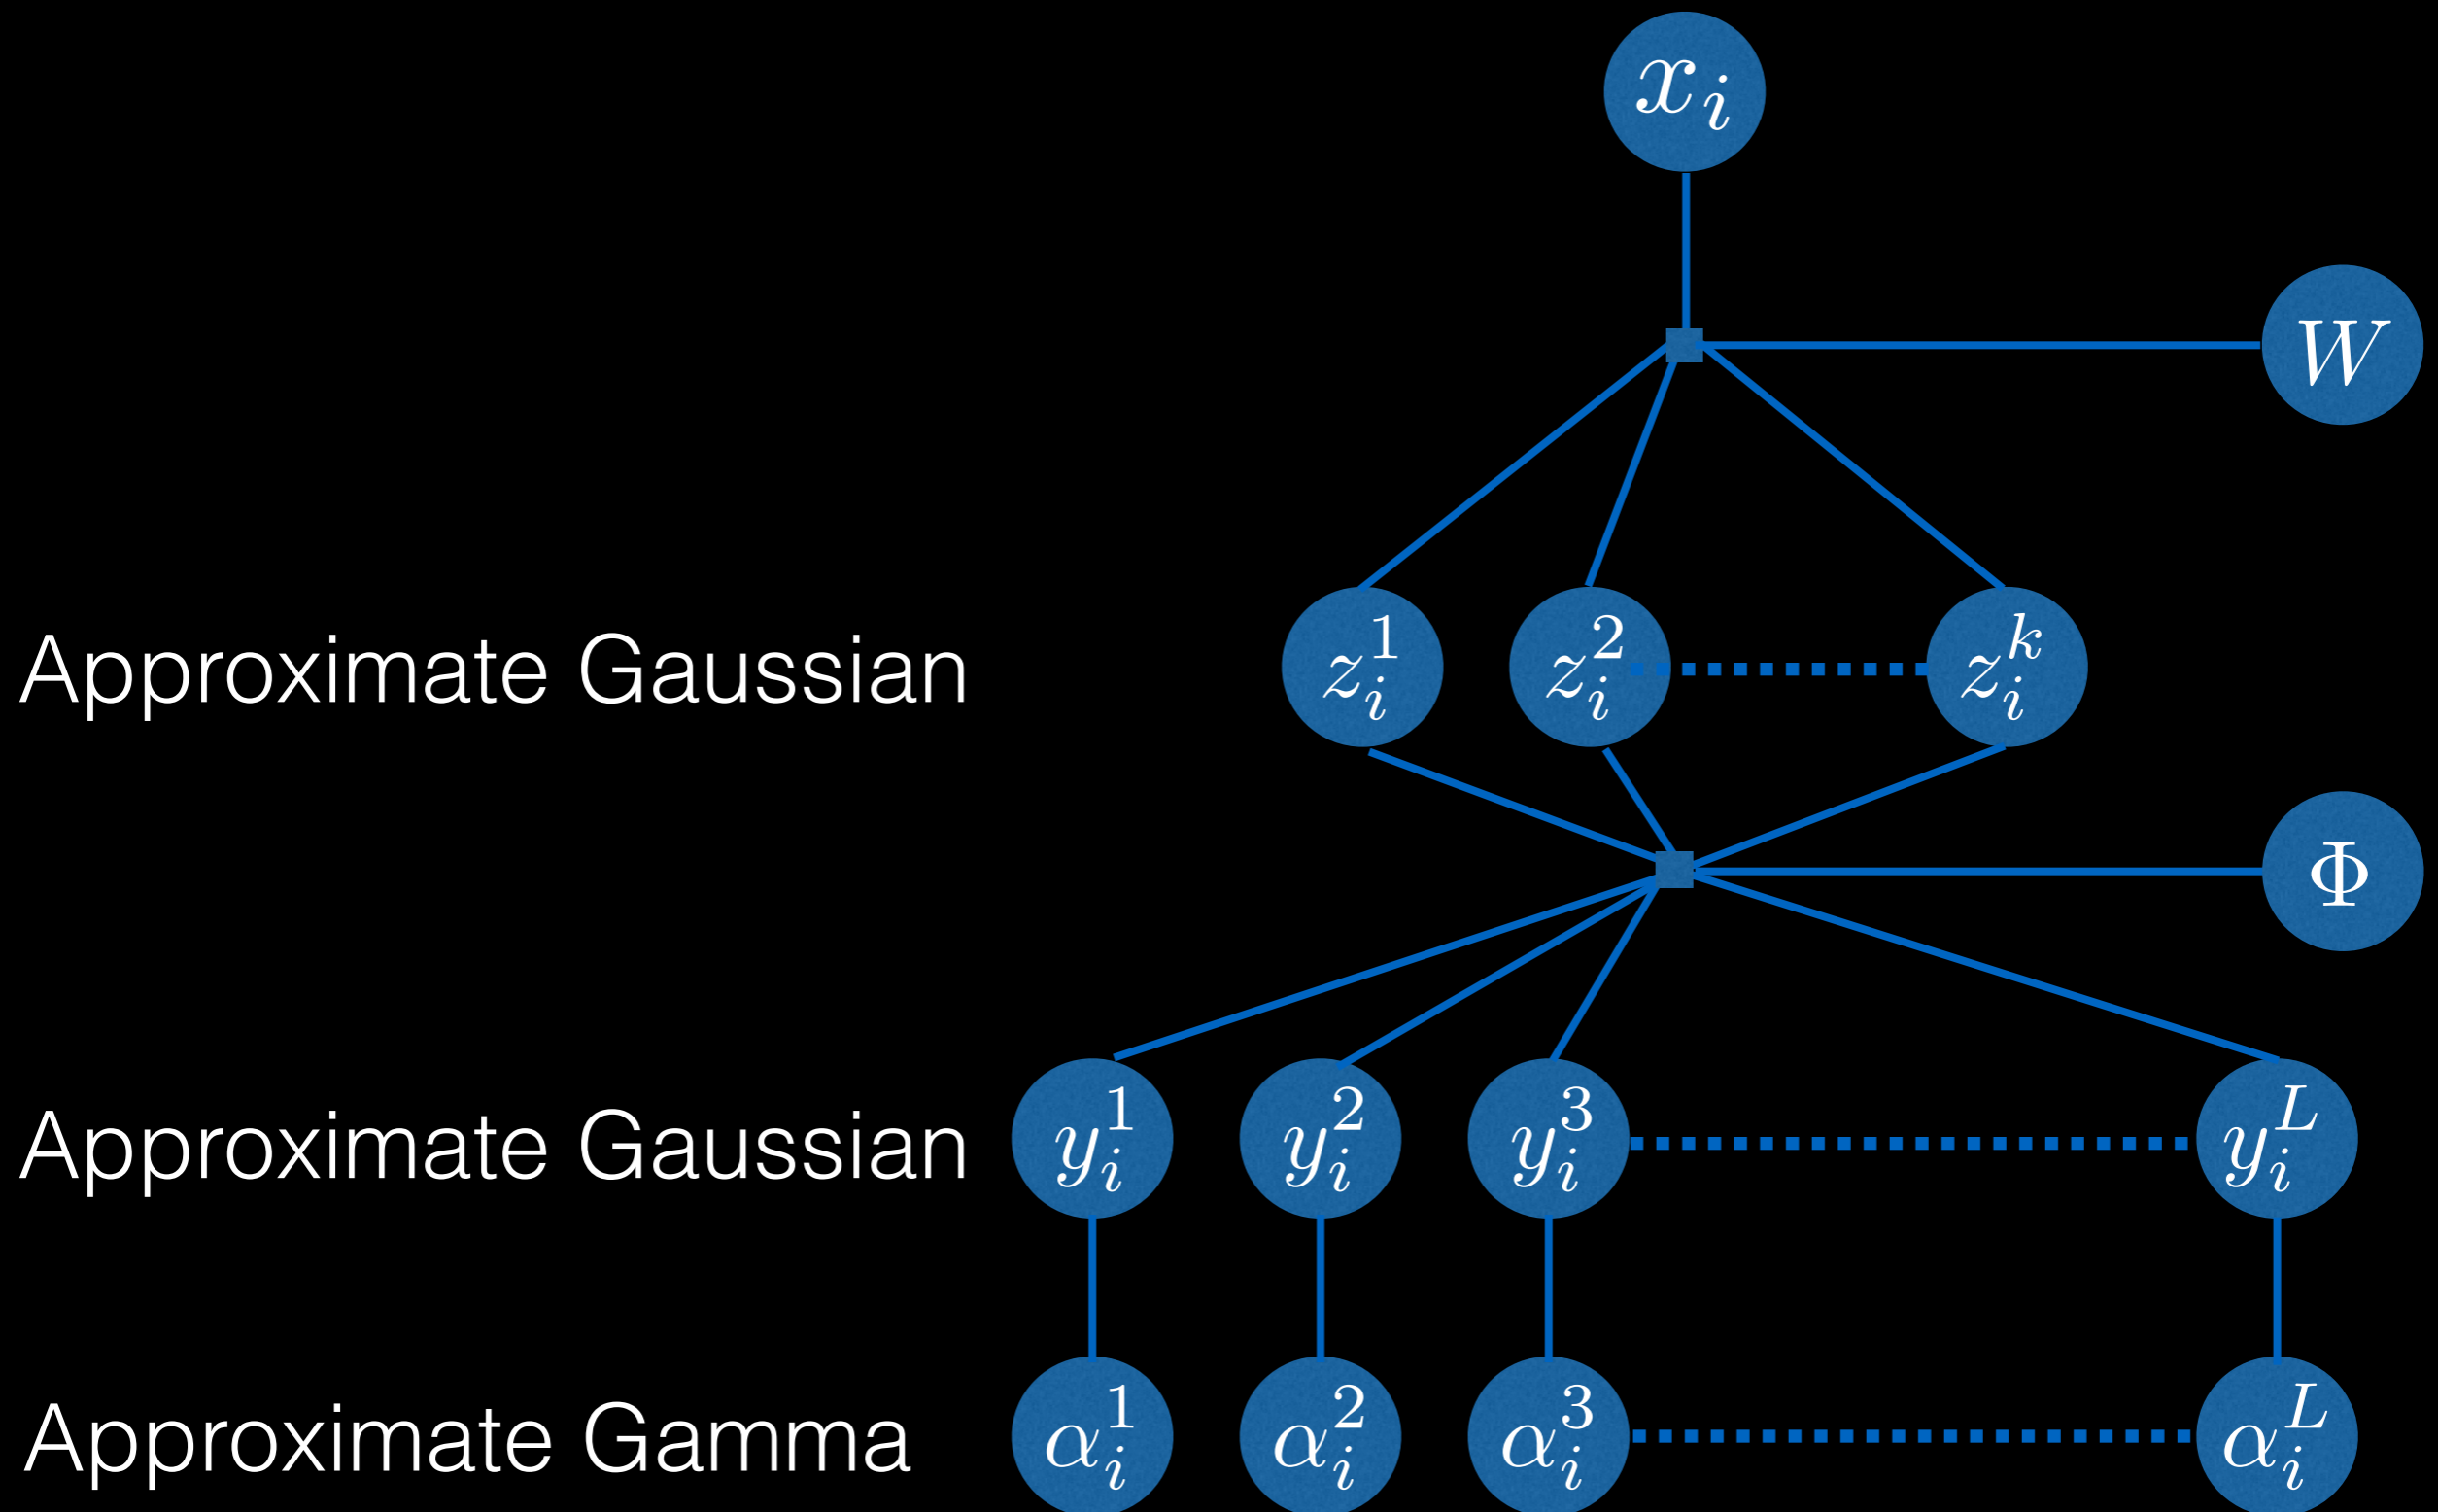 x_i
W
Approximate Gaussian z_i^1 z_i^2 z_i^k
Φ
Approximate Gaussian y_i^1 y_i^2 y_i^3 y_i^L
Approximate Gamma α_i^1 α_i^2 α_i^3 α_i^L